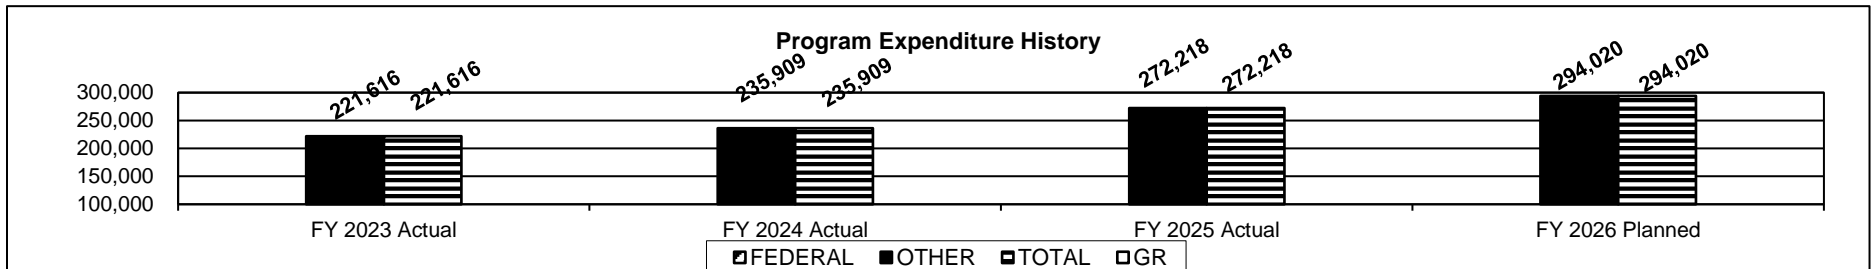 Program Expenditure History
221,616 221,616 235,909 235,909 272,218 272,218 294,020 294,020
300,000
250,000
200,000
150,000
100,000
FY 2023 Actual FY 2024 Actual FY 2025 Actual FY 2026 Planned
FEDERAL OTHER TOTAL GR